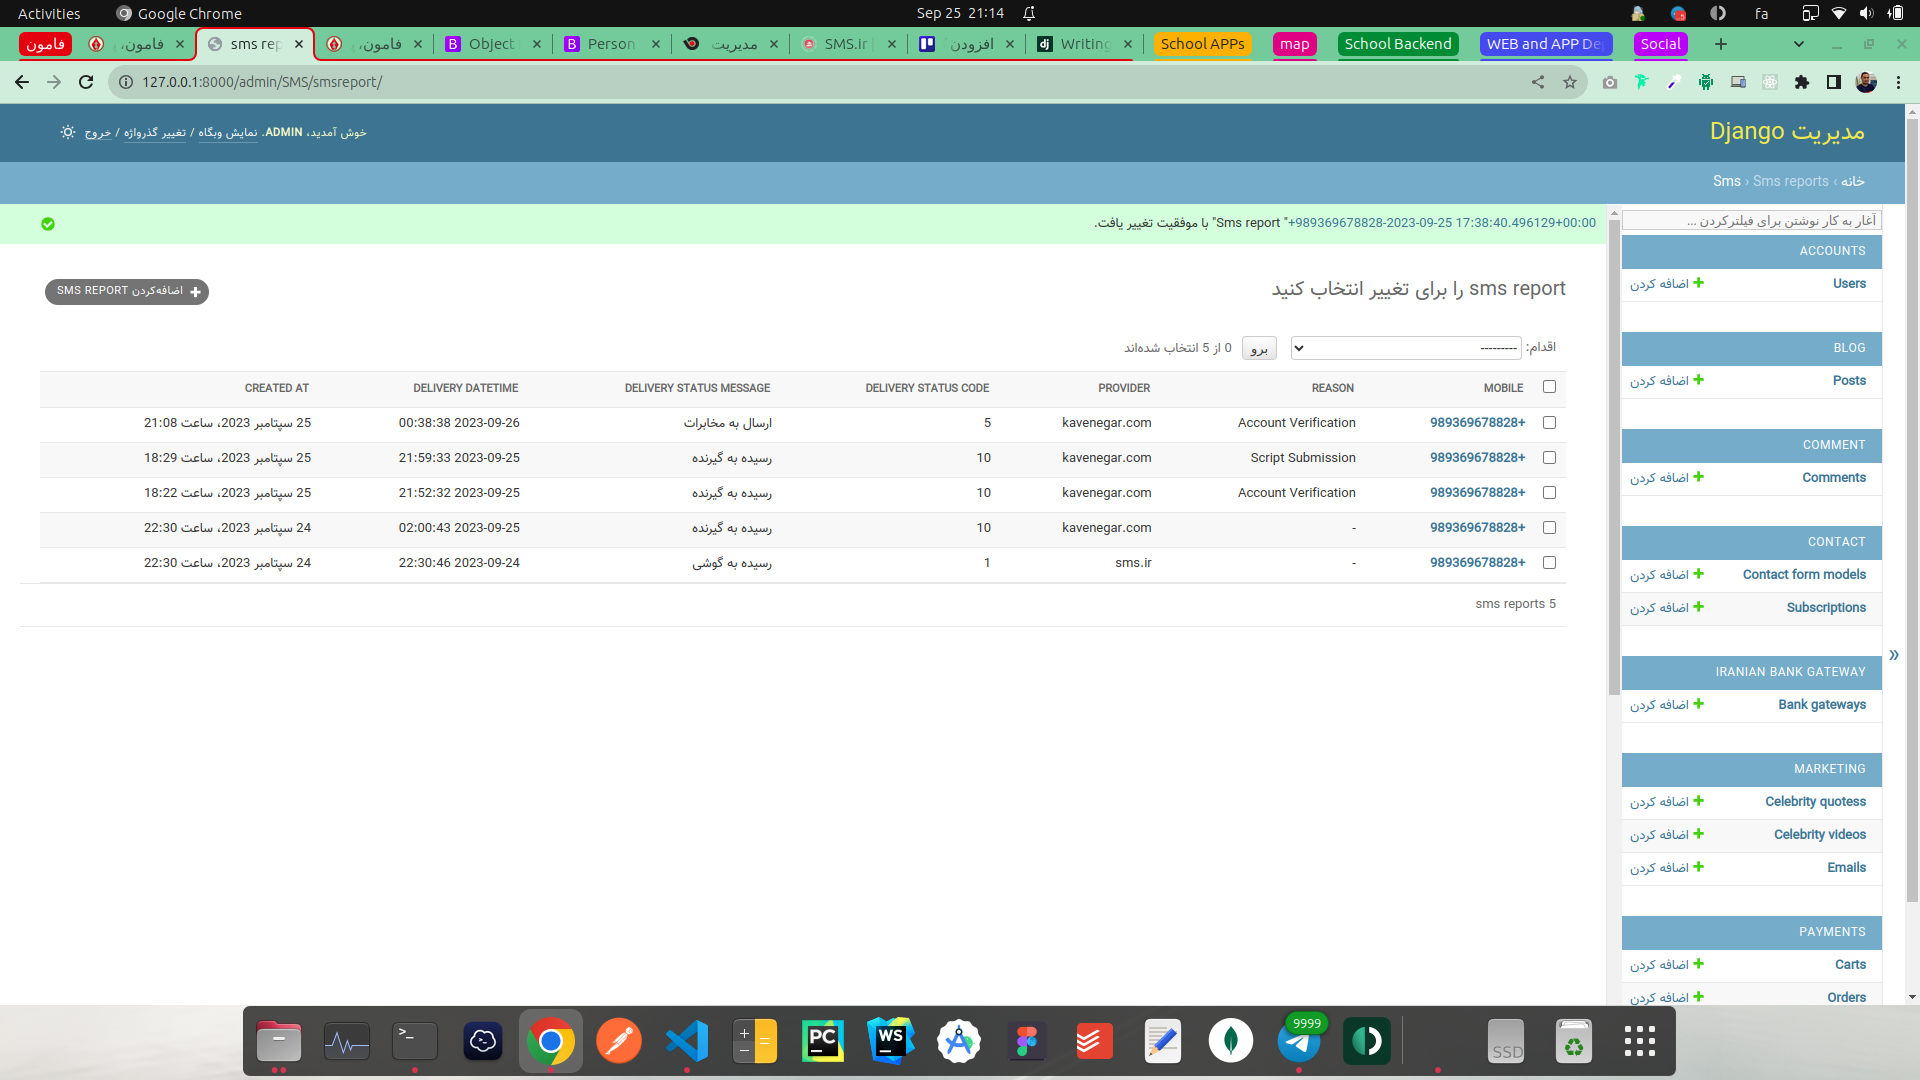 Activities
Google Chrome
Sep 25 21:14
fa
فامون
فامون،
sms rep
فامون،
Object
Person
مدیریت
SMS.ir
افزودن
Writing
School APPs
map
School Backend
WEB and APP De
Social
127.0.0.1:8000/admin/SMS/smsreport/
مدیریت Django
خوش آمدید، ADMIN. نمایش وبگاه / تغییر گذرواژه / خروج
خانه › Sms › Sms reports
Sms report "+989369678828-2023-09-25 17:38:40.496129+00:00" با موفقیت تغییر یافت.
آغار به کار نوشتن برای فیلترکردن ...
ACCOUNTS
Users اضافه کردن
BLOG
Posts اضافه کردن
COMMENT
Comments اضافه کردن
CONTACT
Contact form models اضافه کردن
Subscriptions اضافه کردن
IRANIAN BANK GATEWAY
Bank gateways اضافه کردن
MARKETING
Celebrity quotess اضافه کردن
Celebrity videos اضافه کردن
Emails اضافه کردن
PAYMENTS
Carts اضافه کردن
Orders اضافه کردن
»
sms report را برای تغییر انتخاب کنید
اضافه‌کردن SMS REPORT
اقدام: --------- برو 0 از 5 انتخاب شده‌اند
MOBILE REASON PROVIDER DELIVERY STATUS CODE DELIVERY STATUS MESSAGE DELIVERY DATETIME CREATED AT
+989369678828 Account Verification kavenegar.com 5 ارسال به مخابرات 2023-09-26 00:38:38 25 سپتامبر 2023، ساعت 21:08
+989369678828 Script Submission kavenegar.com 10 رسیده به گیرنده 2023-09-25 21:59:33 25 سپتامبر 2023، ساعت 18:29
+989369678828 Account Verification kavenegar.com 10 رسیده به گیرنده 2023-09-25 21:52:32 25 سپتامبر 2023، ساعت 18:22
+989369678828 - kavenegar.com 10 رسیده به گیرنده 2023-09-25 02:00:43 24 سپتامبر 2023، ساعت 22:30
+989369678828 - sms.ir 1 رسیده به گوشی 2023-09-24 22:30:46 24 سپتامبر 2023، ساعت 22:30
5 sms reports
PC
WS
9999
SSD